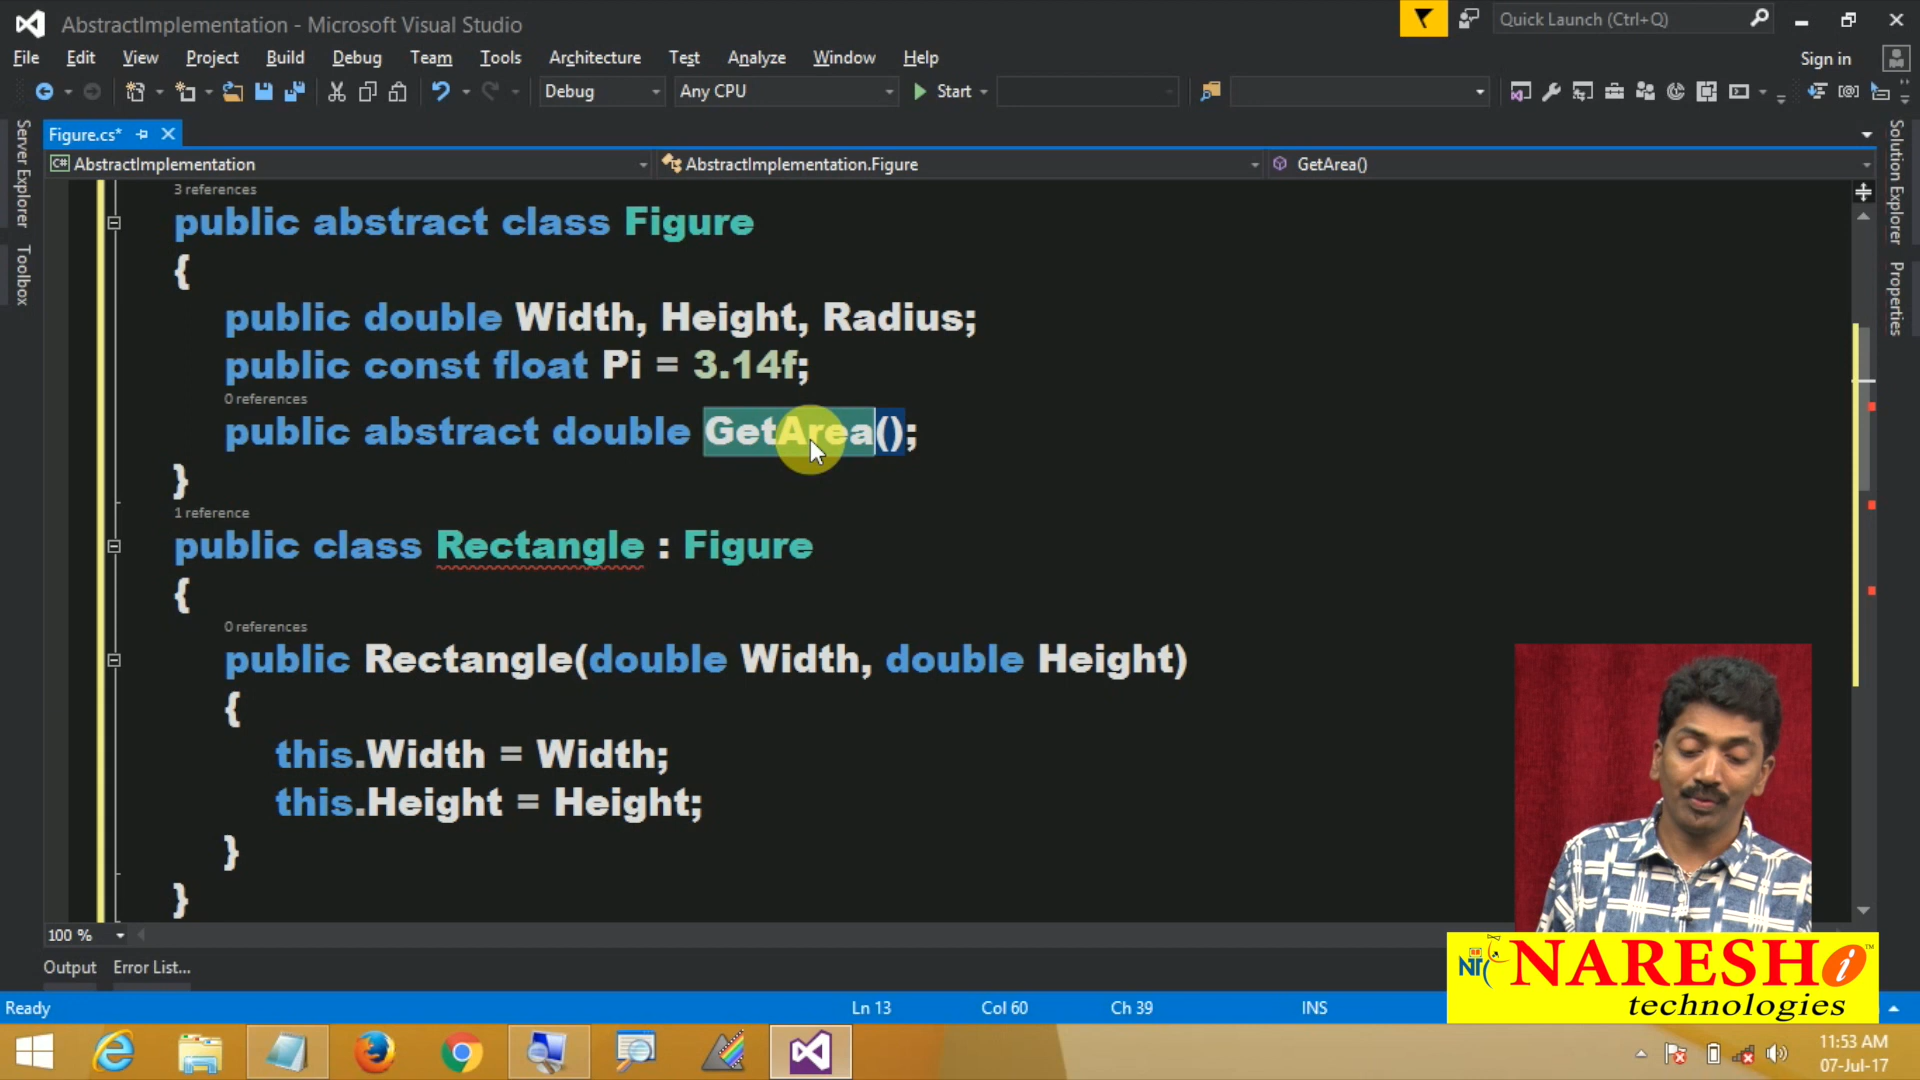 AbstractImplementation - Microsoft Visual Studio
Quick Launch (Ctrl+Q)
File Edit View Project Build Debug Team Tools Architecture Test Analyze Window Help
Sign in
Debug Any CPU Start
Server Explorer
Toolbox
Solution Explorer
Properties
Figure.cs*
C# AbstractImplementation AbstractImplementation.Figure GetArea()
3 references
public abstract class Figure
{
public double Width, Height, Radius;
public const float Pi = 3.14f;
0 references
public abstract double GetArea();
}
1 reference
public class Rectangle : Figure
{
0 references
public Rectangle(double Width, double Height)
{
this.Width = Width;
this.Height = Height;
}
}
100 %
Output Error List...
NARESH i ™
technologies
Ready Ln 13 Col 60 Ch 39 INS
11:53 AM
07-Jul-17